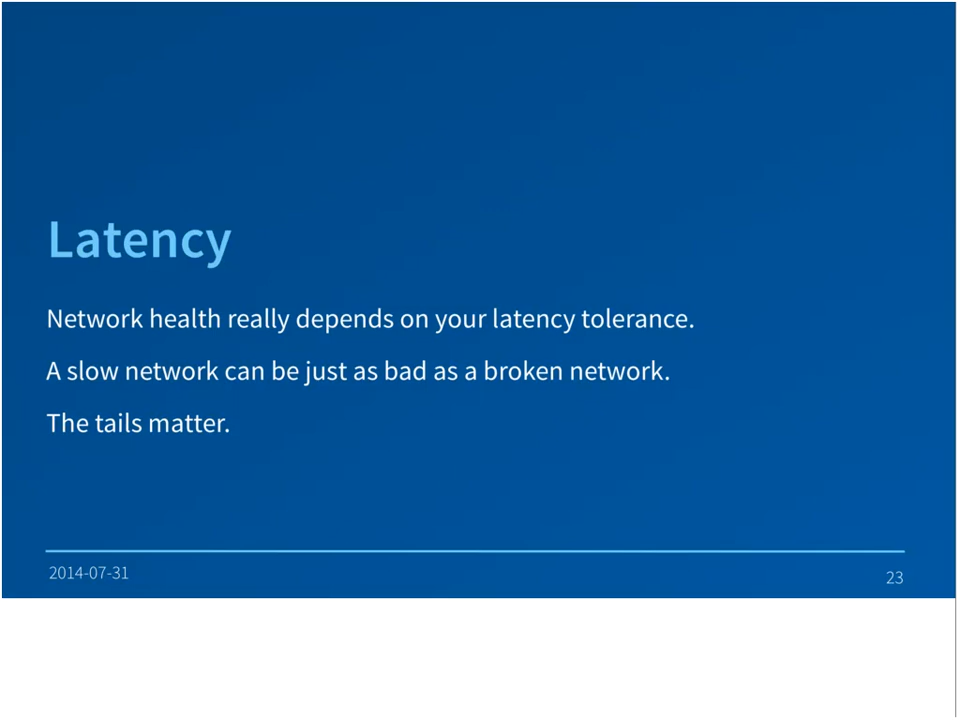 Latency
Network health really depends on your latency tolerance.
A slow network can be just as bad as a broken network.
The tails matter.
2014-07-31
23